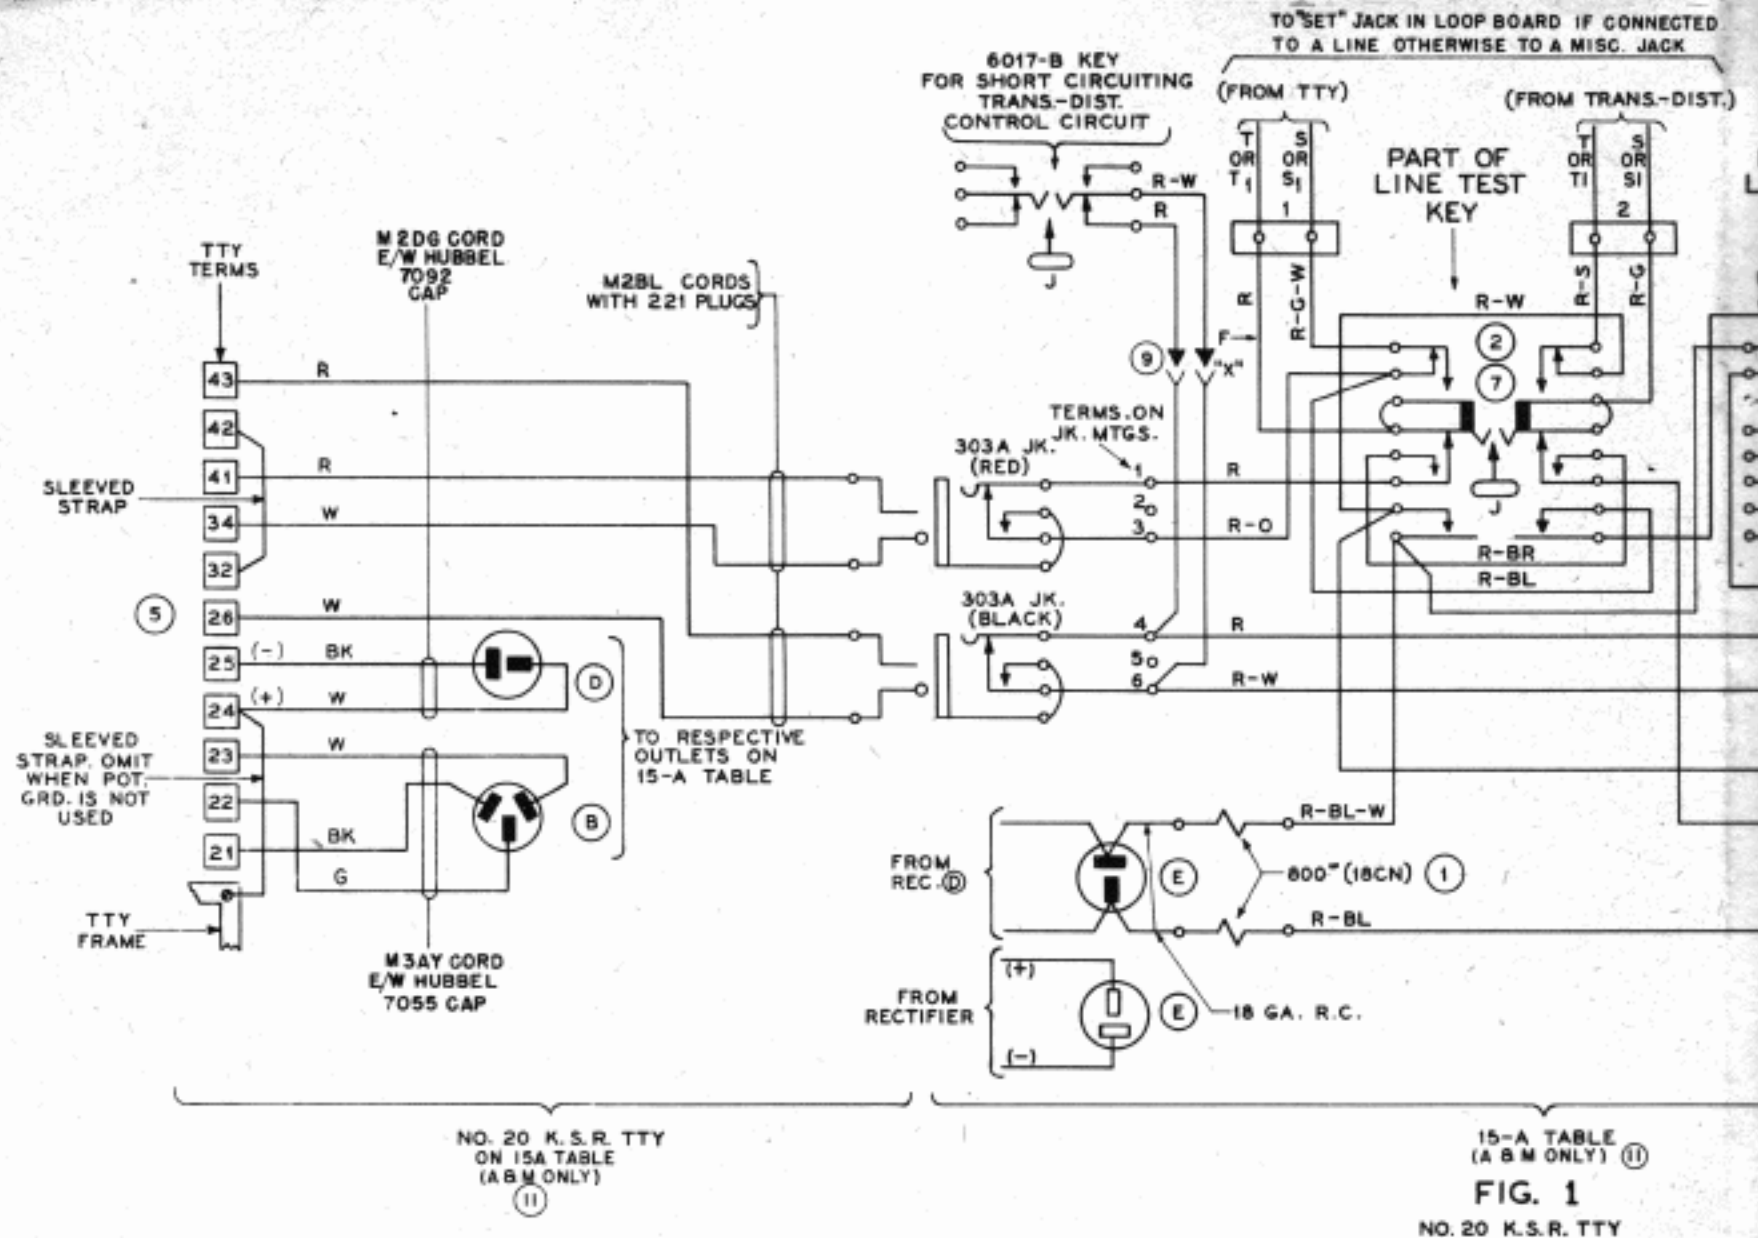 TO "SET" JACK IN LOOP BOARD IF CONNECTED
TO A LINE OTHERWISE TO A MISC. JACK
6017-B KEY
FOR SHORT CIRCUITING
TRANS.-DIST.
CONTROL CIRCUIT
(FROM TTY)
(FROM TRANS.-DIST.)
T
OR
T1
S
OR
S1
1
PART OF
LINE TEST
KEY
T
OR
T1
S
OR
S1
2
R-W
R
J
R
R-G-W
F
R-S
R-G
R-W
2
7
J
R-BR
R-BL
9
"X"
TTY
TERMS
M2DG CORD
E/W HUBBEL
7092
CAP
M2BL CORDS
WITH 221 PLUGS
43
R
42
41
R
34
W
32
SLEEVED
STRAP
5
26
W
25
(-)
BK
24
(+)
W
23
W
22
21
BK
G
SLEEVED
STRAP. OMIT
WHEN POT.
GRD. IS NOT
USED
TTY
FRAME
D
B
TO RESPECTIVE
OUTLETS ON
15-A TABLE
M3AY CORD
E/W HUBBEL
7055 CAP
TERMS. ON
JK. MTGS.
303A JK.
(RED)
1
R
2
3
R-O
303A JK.
(BLACK)
4
R
5
6
R-W
FROM
REC. D
E
R-BL-W
800ω (18CN)
1
R-BL
FROM
RECTIFIER
(+)
(-)
E
18 GA. R.C.
NO. 20 K.S.R. TTY
ON 15A TABLE
(A & M ONLY)
11
15-A TABLE
(A & M ONLY) 11
FIG. 1
NO. 20 K.S.R. TTY